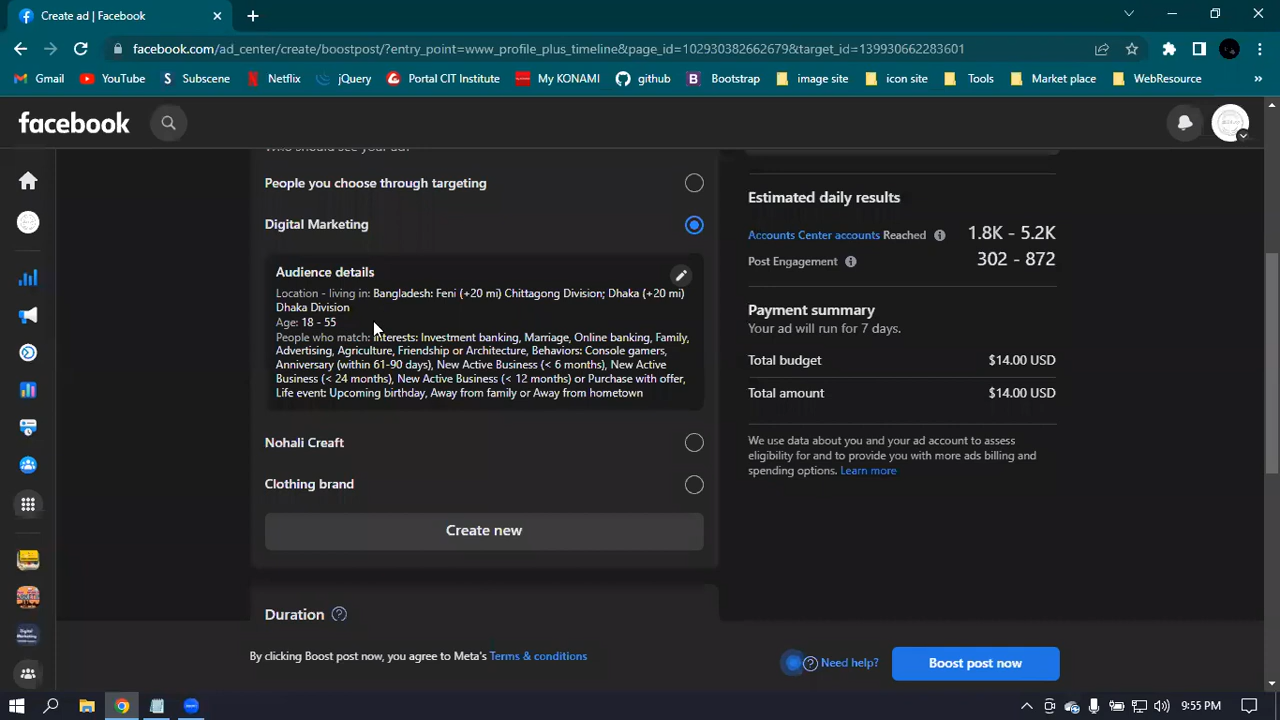 Create ad | Facebook
facebook.com/ad_center/create/boostpost/?entry_point=www_profile_plus_timeline&page_id=102930382662679&target_id=139930662283601
Gmail YouTube Subscene Netflix jQuery Portal CIT Institute My KONAMI github Bootstrap image site icon site Tools Market place WebResource »
facebook
Who should see your ad?
People you choose through targeting
Digital Marketing
Audience details
Location - living in: Bangladesh: Feni (+20 mi) Chittagong Division; Dhaka (+20 mi)
Dhaka Division
Age: 18 - 55
People who match: Interests: Investment banking, Marriage, Online banking, Family,
Advertising, Agriculture, Friendship or Architecture, Behaviors: Console gamers,
Anniversary (within 61-90 days), New Active Business (< 6 months), New Active
Business (< 24 months), New Active Business (< 12 months) or Purchase with offer,
Life event: Upcoming birthday, Away from family or Away from hometown
Nohali Creaft
Clothing brand
Create new
Duration
By clicking Boost post now, you agree to Meta's Terms & conditions
Estimated daily results
Accounts Center accounts Reached 1.8K - 5.2K
Post Engagement 302 - 872
Payment summary
Your ad will run for 7 days.
Total budget $14.00 USD
Total amount $14.00 USD
We use data about you and your ad account to assess
eligibility for and to provide you with more ads billing and
spending options. Learn more
Need help?
Boost post now
9:55 PM